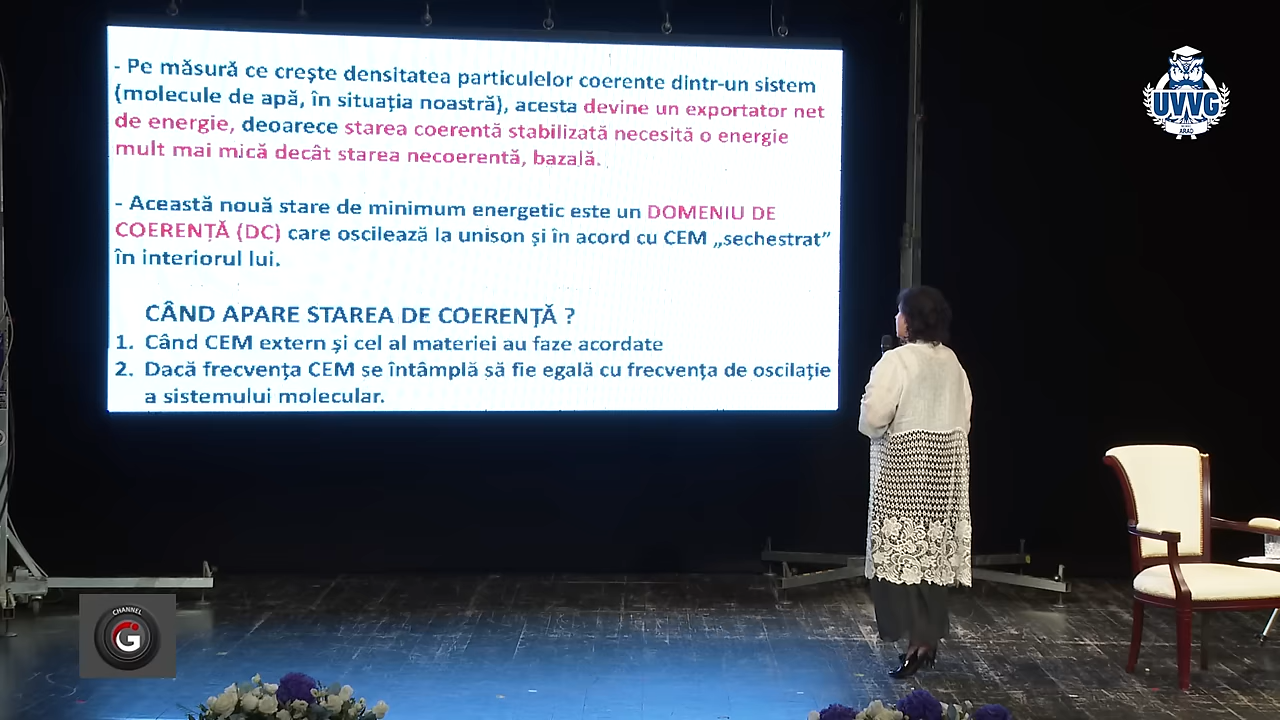 - Pe măsură ce crește densitatea particulelor coerente dintr-un sistem
(molecule de apă, în situația noastră), acesta devine un exportator net
de energie, deoarece starea coerentă stabilizată necesită o energie
mult mai mică decât starea necoerentă, bazală.
- Această nouă stare de minimum energetic este un DOMENIU DE
COERENȚĂ (DC) care oscilează la unison și în acord cu CEM „sechestrat”
în interiorul lui.
CÂND APARE STAREA DE COERENȚĂ ?
1. Când CEM extern și cel al materiei au faze acordate
2. Dacă frecvența CEM se întâmplă să fie egală cu frecvența de oscilație
a sistemului molecular.
UVVG
ARAD
CHANNEL
G